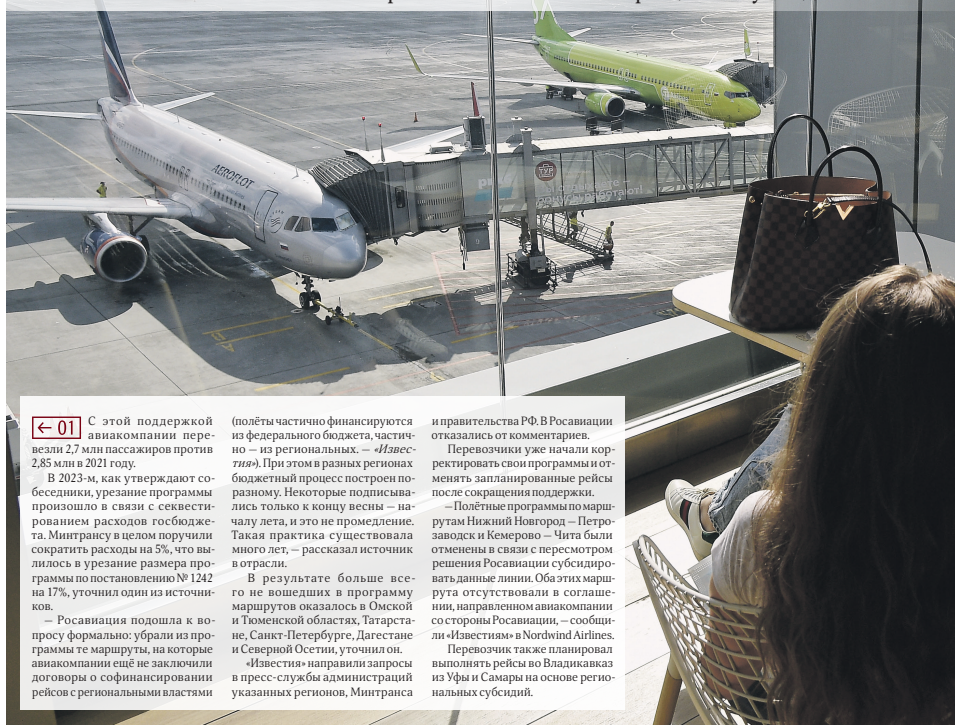 AEROFLOT
ТУР
← 01
С этой поддержкой
авиакомпании пере-
везли 2,7 млн пассажиров против
2,85 млн в 2021 году.
В 2023-м, как утверждают со-
беседники, урезание программы
произошло в связи с секвести-
рованием расходов госбюдже-
та. Минтрансу в целом поручили
сократить расходы на 5%, что вы-
лилось в урезание размера про-
граммы по постановлению № 1242
на 17%, уточнил один из источни-
ков.
— Росавиация подошла к во-
просу формально: убрали из про-
граммы те маршруты, на которые
авиакомпании ещё не заключили
договоры о софинансировании
рейсов с региональными властями
(полёты частично финансируются
из федерального бюджета, частич-
но — из региональных. — «Извес-
тия»). При этом в разных регионах
бюджетный процесс построен по-
разному. Некоторые подписыва-
лись только к концу весны — на-
чалу лета, и это не промедление.
Такая практика существовала
много лет, — рассказал источник
в отрасли.
В результате больше все-
го не вошедших в программу
маршрутов оказалось в Омской
и Тюменской областях, Татарста-
не, Санкт-Петербурге, Дагестане
и Северной Осетии, уточнил он.
«Известия» направили запросы
в пресс-службы администраций
указанных регионов, Минтранса
и правительства РФ. В Росавиации
отказались от комментариев.
Перевозчики уже начали кор-
ректировать свои программы и от-
менять запланированные рейсы
после сокращения поддержки.
— Полётные программы по марш-
рутам Нижний Новгород — Петро-
заводск и Кемерово — Чита были
отменены в связи с пересмотром
решения Росавиации субсидиро-
вать данные линии. Оба этих марш-
рута отсутствовали в соглаше-
нии, направленном авиакомпании
со стороны Росавиации, — сообщи-
ли «Известиям» в Nordwind Airlines.
Перевозчик также планировал
выполнять рейсы во Владикавказ
из Уфы и Самары на основе регио-
нальных субсидий.